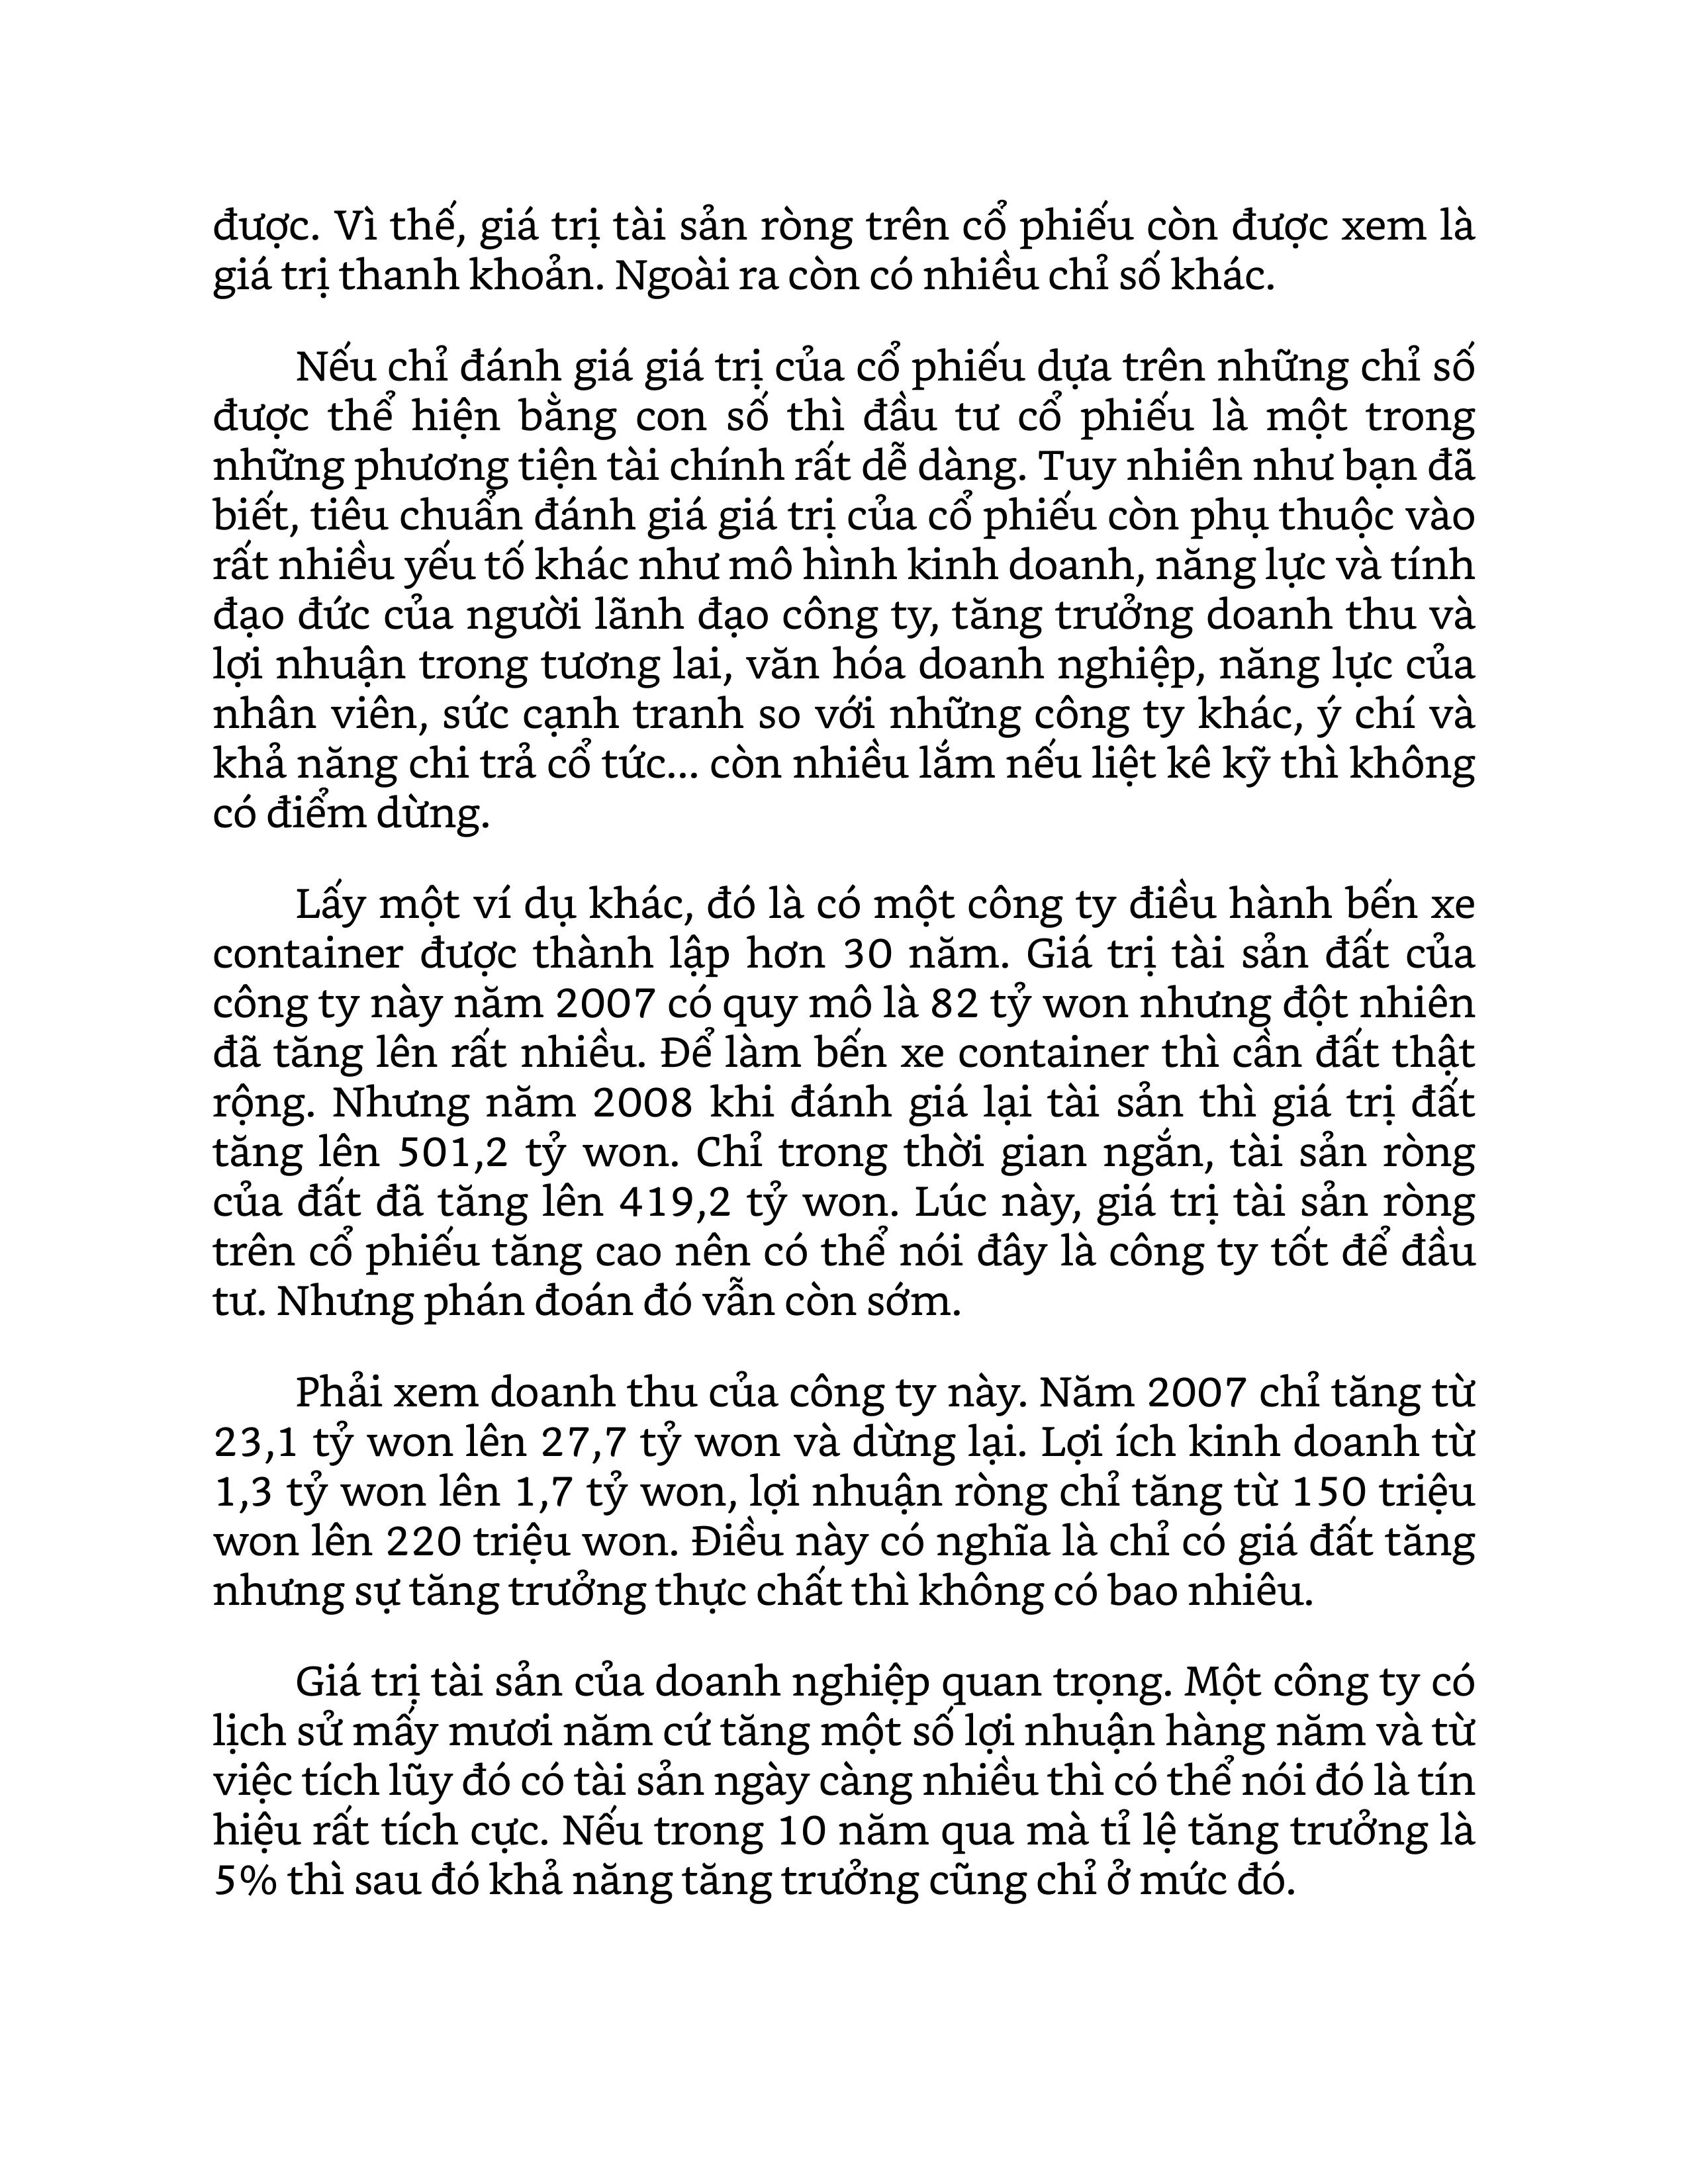 được. Vì thế, giá trị tài sản ròng trên cổ phiếu còn được xem là
giá trị thanh khoản. Ngoài ra còn có nhiều chỉ số khác.
Nếu chỉ đánh giá giá trị của cổ phiếu dựa trên những chỉ số
được thể hiện bằng con số thì đầu tư cổ phiếu là một trong
những phương tiện tài chính rất dễ dàng. Tuy nhiên như bạn đã
biết, tiêu chuẩn đánh giá giá trị của cổ phiếu còn phụ thuộc vào
rất nhiều yếu tố khác như mô hình kinh doanh, năng lực và tính
đạo đức của người lãnh đạo công ty, tăng trưởng doanh thu và
lợi nhuận trong tương lai, văn hóa doanh nghiệp, năng lực của
nhân viên, sức cạnh tranh so với những công ty khác, ý chí và
khả năng chi trả cổ tức... còn nhiều lắm nếu liệt kê kỹ thì không
có điểm dừng.
Lấy một ví dụ khác, đó là có một công ty điều hành bến xe
container được thành lập hơn 30 năm. Giá trị tài sản đất của
công ty này năm 2007 có quy mô là 82 tỷ won nhưng đột nhiên
đã tăng lên rất nhiều. Để làm bến xe container thì cần đất thật
rộng. Nhưng năm 2008 khi đánh giá lại tài sản thì giá trị đất
tăng lên 501,2 tỷ won. Chỉ trong thời gian ngắn, tài sản ròng
của đất đã tăng lên 419,2 tỷ won. Lúc này, giá trị tài sản ròng
trên cổ phiếu tăng cao nên có thể nói đây là công ty tốt để đầu
tư. Nhưng phán đoán đó vẫn còn sớm.
Phải xem doanh thu của công ty này. Năm 2007 chỉ tăng từ
23,1 tỷ won lên 27,7 tỷ won và dừng lại. Lợi ích kinh doanh từ
1,3 tỷ won lên 1,7 tỷ won, lợi nhuận ròng chỉ tăng từ 150 triệu
won lên 220 triệu won. Điều này có nghĩa là chỉ có giá đất tăng
nhưng sự tăng trưởng thực chất thì không có bao nhiêu.
Giá trị tài sản của doanh nghiệp quan trọng. Một công ty có
lịch sử mấy mươi năm cứ tăng một số lợi nhuận hàng năm và từ
việc tích lũy đó có tài sản ngày càng nhiều thì có thể nói đó là tín
hiệu rất tích cực. Nếu trong 10 năm qua mà tỉ lệ tăng trưởng là
5% thì sau đó khả năng tăng trưởng cũng chỉ ở mức đó.